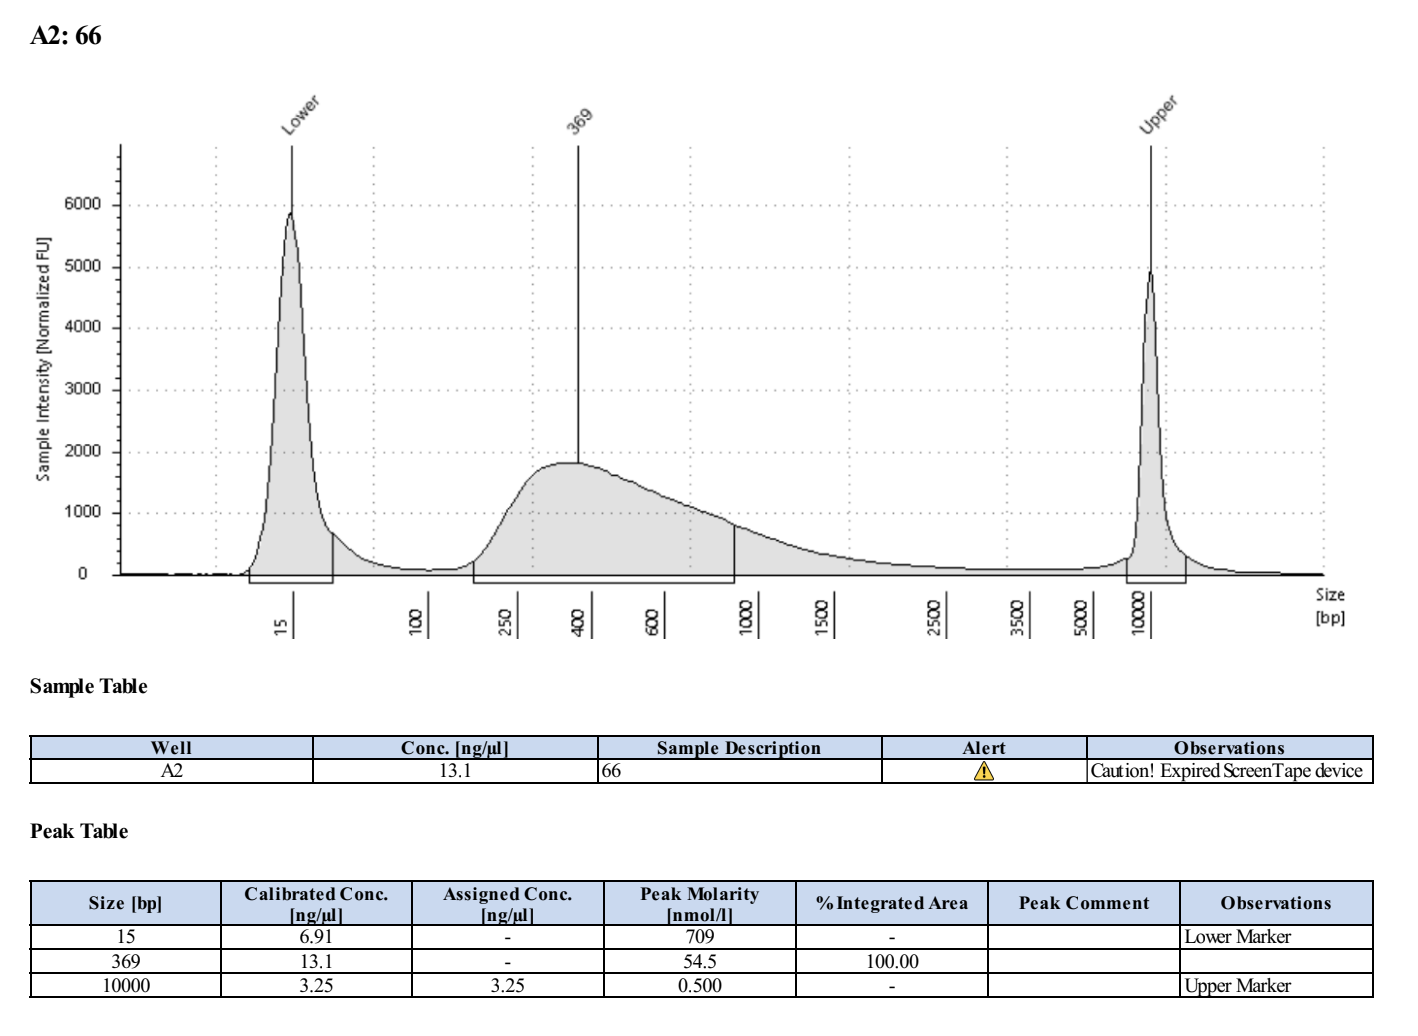 A2: 66
Lower
369
Upper
Sample Intensity [Normalized FU]
6000
5000
4000
3000
2000
1000
0
15
100
250
400
600
1000
1500
2500
3500
5000
10000
Size
[bp]
Sample Table
Well Conc. [ng/µl] Sample Description Alert Observations
A2 13.1 66 Caution! Expired ScreenTape device
Peak Table
Size [bp] Calibrated Conc. [ng/µl] Assigned Conc. [ng/µl] Peak Molarity [nmol/l] % Integrated Area Peak Comment Observations
15 6.91 - 709 - Lower Marker
369 13.1 - 54.5 100.00
10000 3.25 3.25 0.500 - Upper Marker